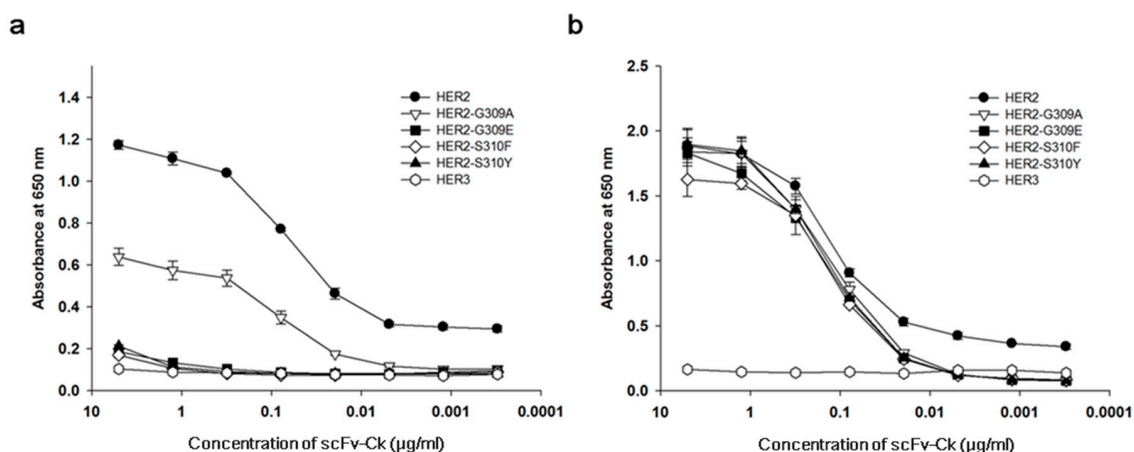 a
1.4
1.2
1.0
0.8
0.6
0.4
0.2
0.0
Absorbance at 650 nm
HER2
HER2-G309A
HER2-G309E
HER2-S310F
HER2-S310Y
HER3
10
1
0.1
0.01
0.001
0.0001
Concentration of scFv-Ck (µg/ml)
b
2.5
2.0
1.5
1.0
0.5
0.0
Absorbance at 650 nm
HER2
HER2-G309A
HER2-G309E
HER2-S310F
HER2-S310Y
HER3
10
1
0.1
0.01
0.001
0.0001
Concentration of scFv-Ck (µg/ml)